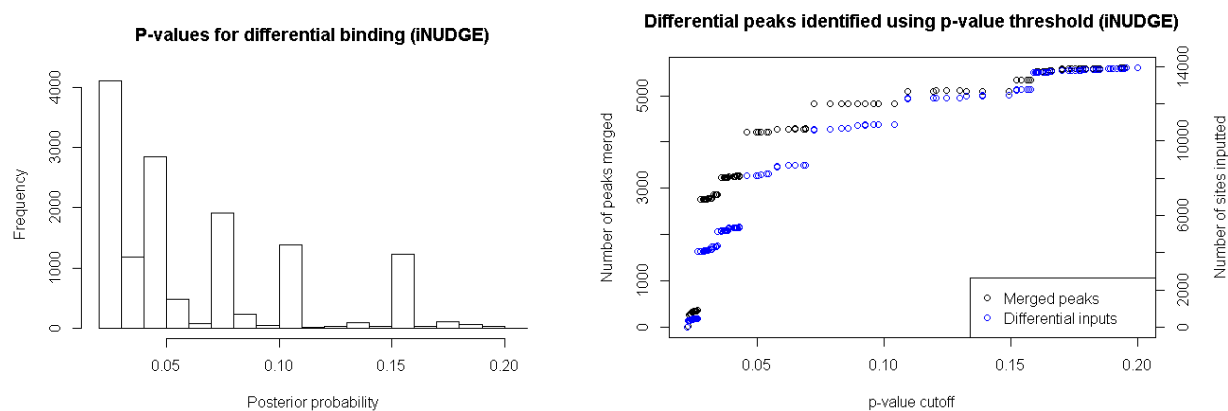 P-values for differential binding (iNUDGE)
Frequency
0
1000
2000
3000
4000
0.05
0.10
0.15
0.20
Posterior probability
Differential peaks identified using p-value threshold (iNUDGE)
Number of peaks merged
0
1000
3000
5000
0.05
0.10
0.15
0.20
p-value cutoff
0
2000
4000
6000
8000
10000
14000
Number of sites inputted
Merged peaks
Differential inputs